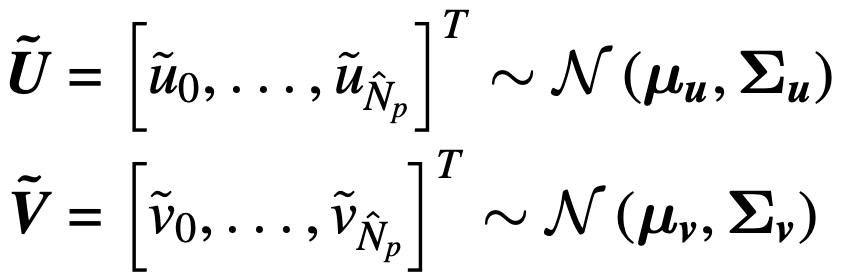 Ũ = [ũ₀, . . . , ũ_{N̂_p}]^T ∼ 𝒩 (μ_u, Σ_u)
Ṽ = [ṽ₀, . . . , ṽ_{N̂_p}]^T ∼ 𝒩 (μ_v, Σ_v)